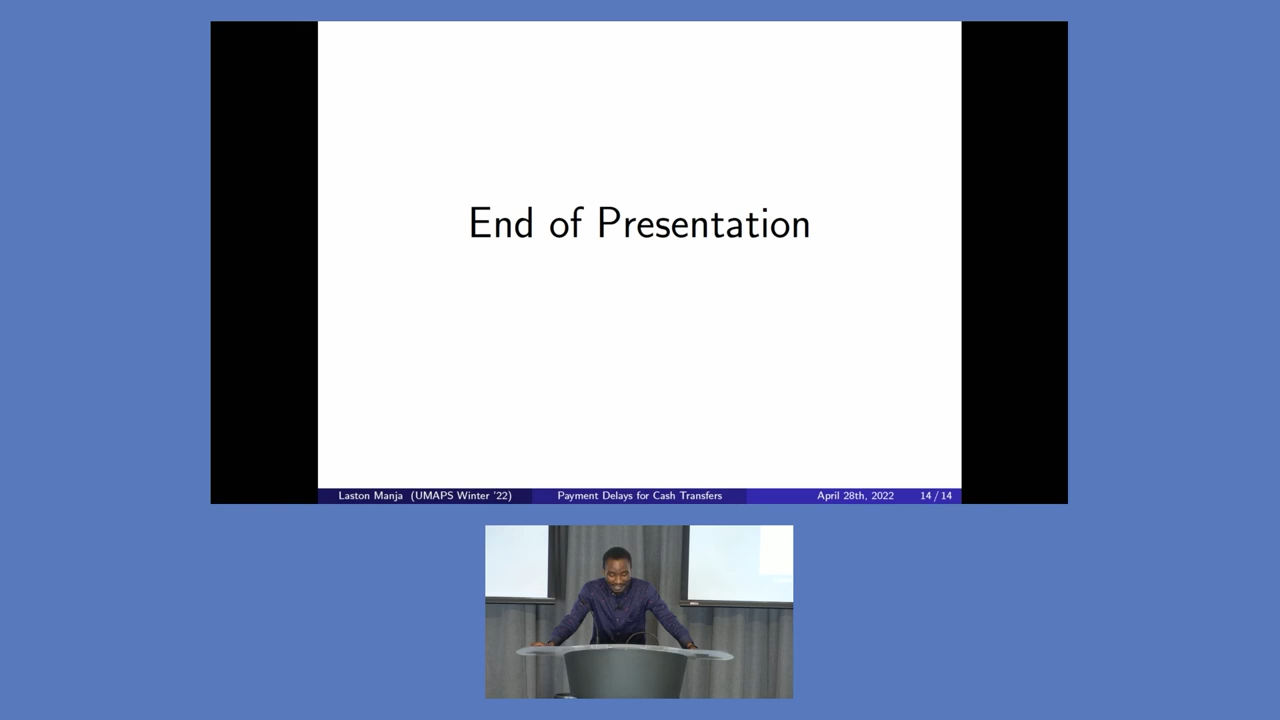 End of Presentation
Laston Manja (UMAPS Winter '22) Payment Delays for Cash Transfers April 28th, 2022 14 / 14